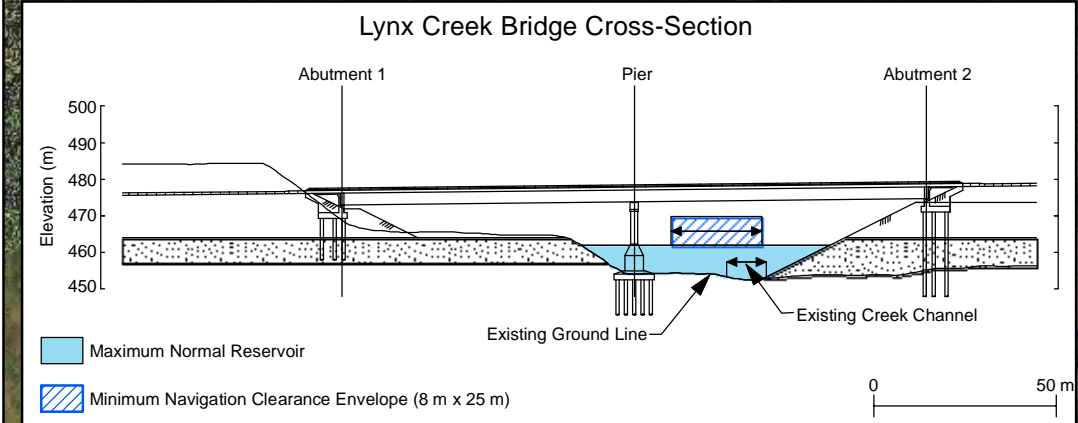 Lynx Creek Bridge Cross-Section
Abutment 1
Pier
Abutment 2
Elevation (m)
500
490
480
470
460
450
Existing Ground Line
Existing Creek Channel
Maximum Normal Reservoir
Minimum Navigation Clearance Envelope (8 m x 25 m)
0 50 m